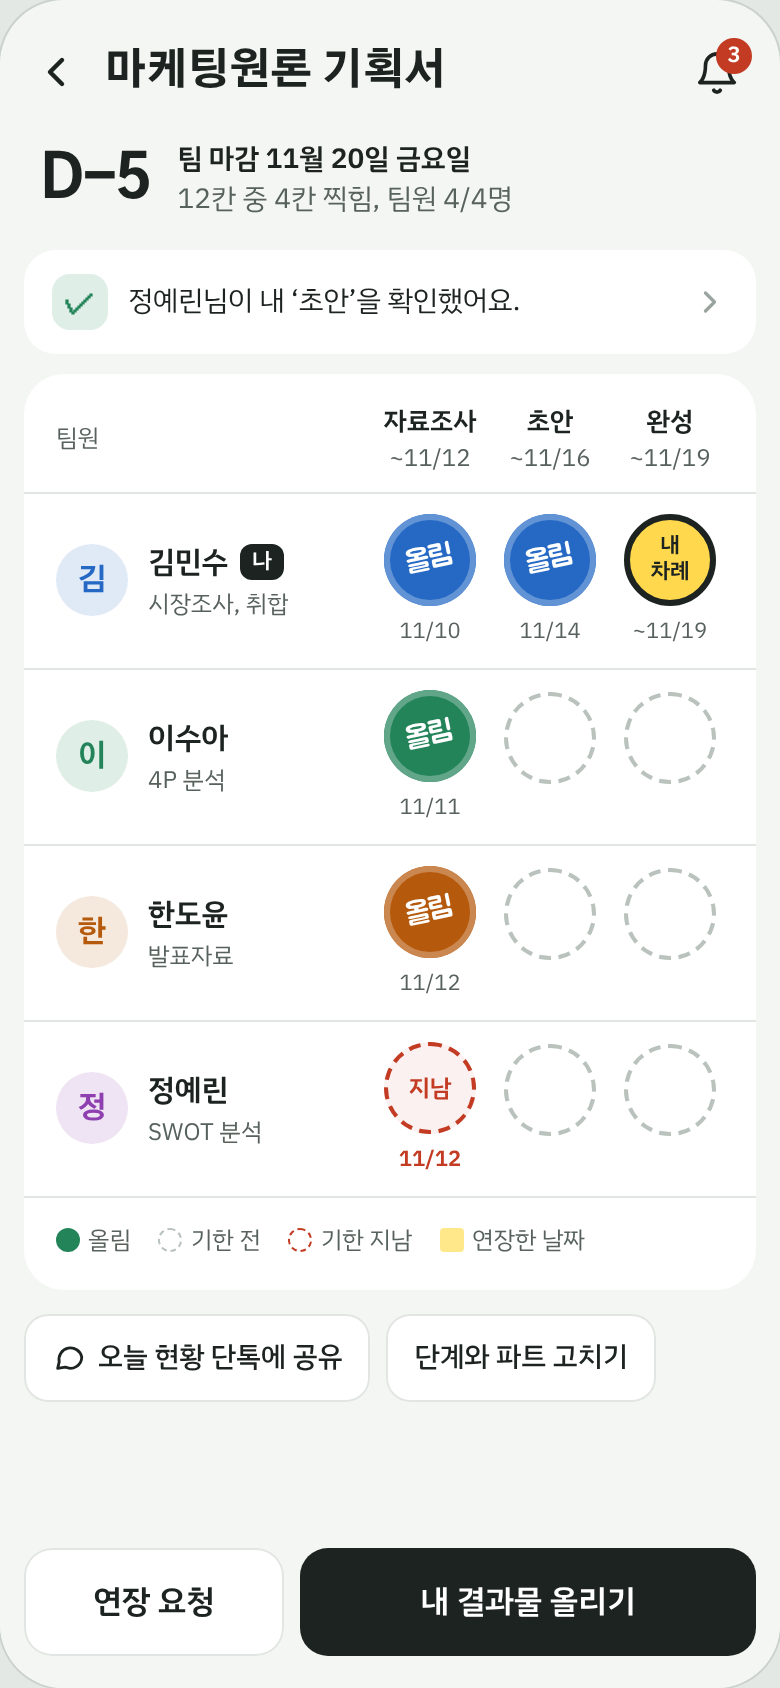 마케팅원론 기획서
3
D–5
팀 마감 11월 20일 금요일
12칸 중 4칸 찍힘, 팀원 4/4명
정예린님이 내 ‘초안’을 확인했어요.
팀원
자료조사 초안 완성
~11/12 ~11/16 ~11/19
김
김민수 나
시장조사, 취합
올림 올림 내 차례
11/10 11/14 ~11/19
이
이수아
4P 분석
올림
11/11
한
한도윤
발표자료
올림
11/12
정
정예린
SWOT 분석
지남
11/12
올림 기한 전 기한 지남 연장한 날짜
오늘 현황 단톡에 공유 단계와 파트 고치기
연장 요청 내 결과물 올리기